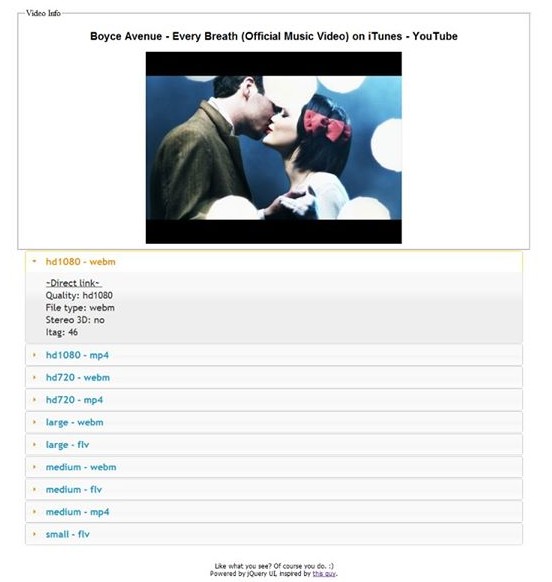 Video Info
Boyce Avenue - Every Breath (Official Music Video) on iTunes - YouTube
hd1080 - webm
~Direct link~
Quality: hd1080
File type: webm
Stereo 3D: no
Itag: 46
hd1080 - mp4
hd720 - webm
hd720 - mp4
large - webm
large - flv
medium - webm
medium - flv
medium - mp4
small - flv
Like what you see? Of course you do. :)
Powered by jQuery UI, inspired by this guy.